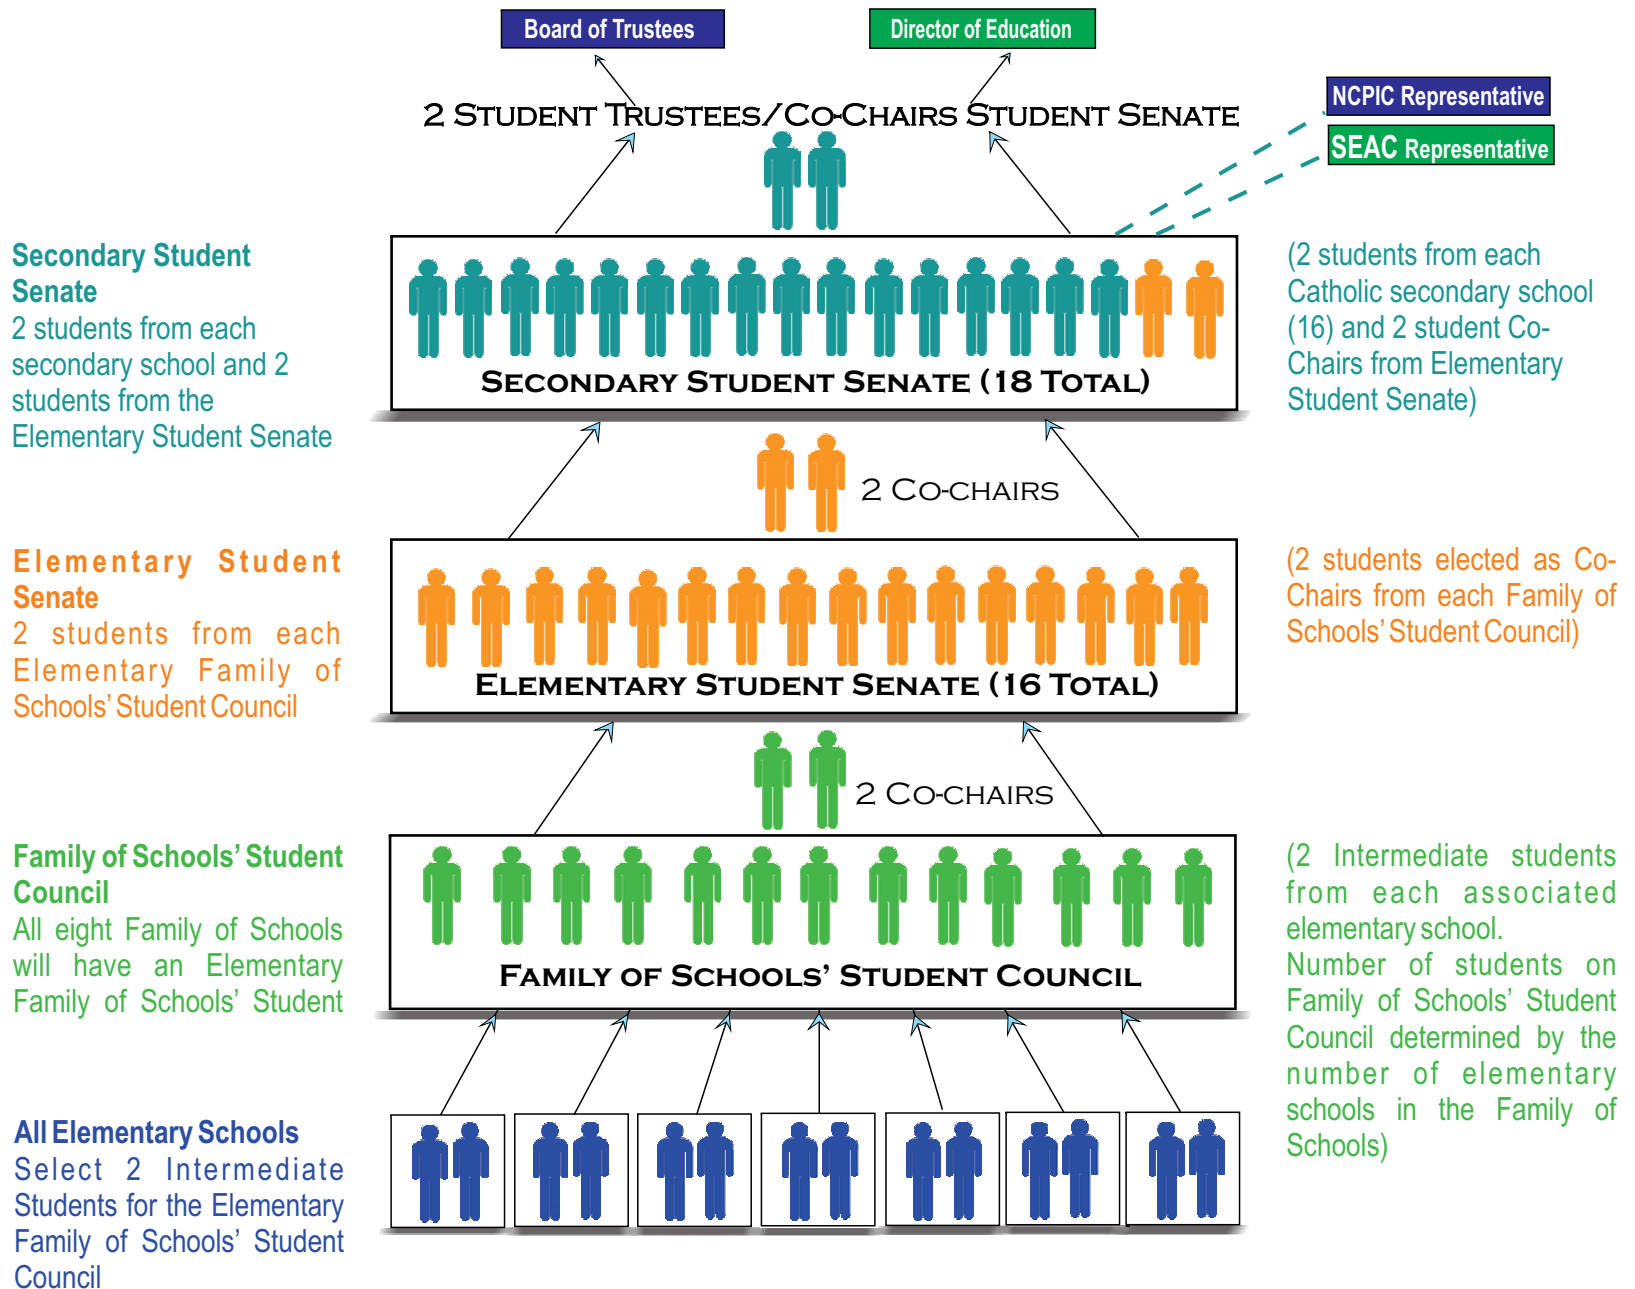 Board of Trustees
Director of Education
NCPIC Representative
SEAC Representative
2 STUDENT TRUSTEES/CO-CHAIRS STUDENT SENATE
Secondary Student
Senate
2 students from each
secondary school and 2
students from the
Elementary Student Senate
SECONDARY STUDENT SENATE (18 TOTAL)
(2 students from each
Catholic secondary school
(16) and 2 student Co-
Chairs from Elementary
Student Senate)
2 CO-CHAIRS
Elementary Student
Senate
2 students from each
Elementary Family of
Schools' Student Council
ELEMENTARY STUDENT SENATE (16 TOTAL)
(2 students elected as Co-
Chairs from each Family of
Schools' Student Council)
2 CO-CHAIRS
Family of Schools' Student
Council
All eight Family of Schools
will have an Elementary
Family of Schools' Student
FAMILY OF SCHOOLS' STUDENT COUNCIL
(2 Intermediate students
from each associated
elementary school.
Number of students on
Family of Schools' Student
Council determined by the
number of elementary
schools in the Family of
Schools)
All Elementary Schools
Select 2 Intermediate
Students for the Elementary
Family of Schools' Student
Council